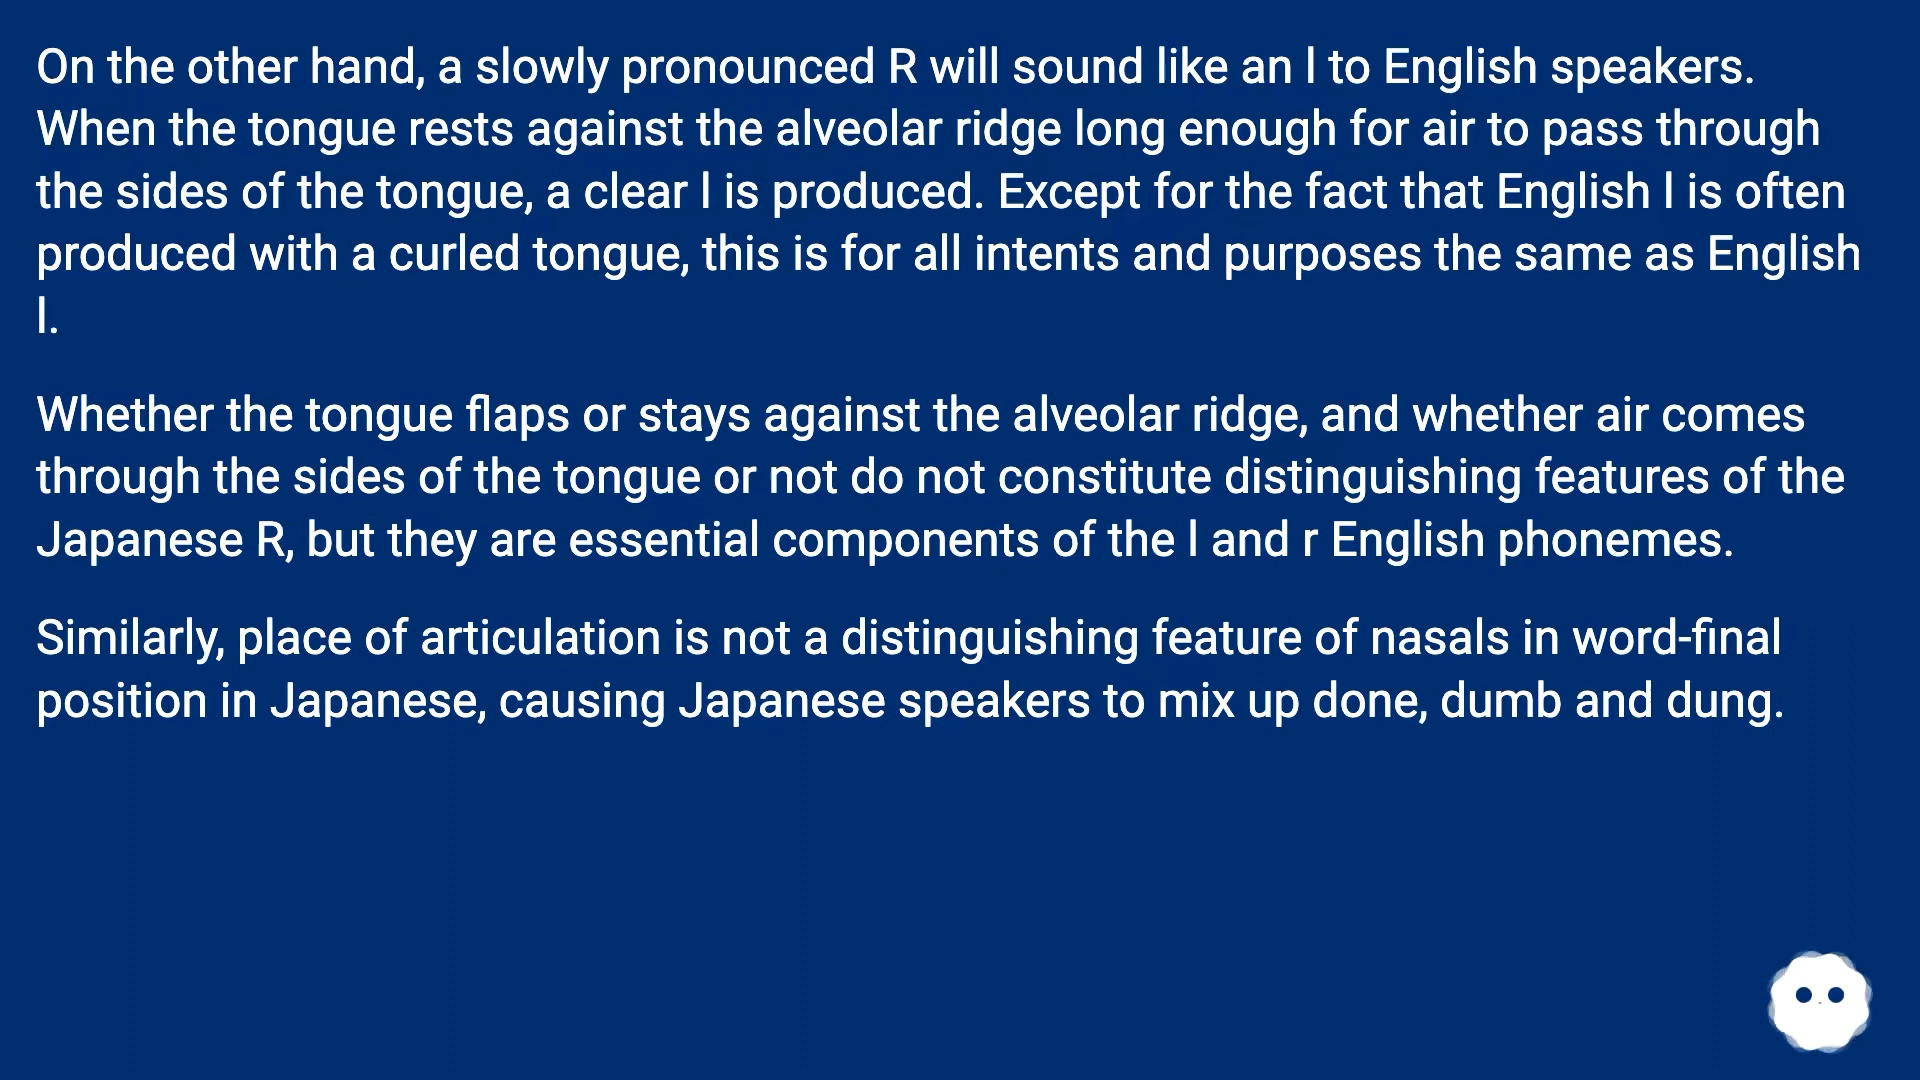 On the other hand, a slowly pronounced R will sound like an l to English speakers.
When the tongue rests against the alveolar ridge long enough for air to pass through
the sides of the tongue, a clear l is produced. Except for the fact that English l is often
produced with a curled tongue, this is for all intents and purposes the same as English
l.
Whether the tongue flaps or stays against the alveolar ridge, and whether air comes
through the sides of the tongue or not do not constitute distinguishing features of the
Japanese R, but they are essential components of the l and r English phonemes.
Similarly, place of articulation is not a distinguishing feature of nasals in word-final
position in Japanese, causing Japanese speakers to mix up done, dumb and dung.